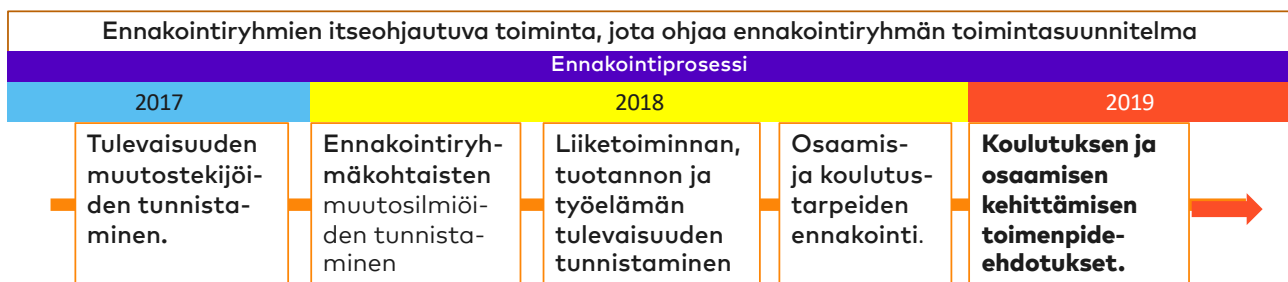 Ennakointiryhmien itseohjautuva toiminta, jota ohjaa ennakointiryhmän toimintasuunnitelma
Ennakointiprosessi
2017
2018
2019
Tulevaisuuden
muutostekijöi-
den tunnista-
minen.
Ennakointiryh-
mäkohtaisten
muutosilmiöi-
den tunnista-
minen
Liiketoiminnan,
tuotannon ja
työelämän
tulevaisuuden
tunnistaminen
Osaamis-
ja koulutus-
tarpeiden
ennakointi.
Koulutuksen ja
osaamisen
kehittämisen
toimenpide-
ehdotukset.